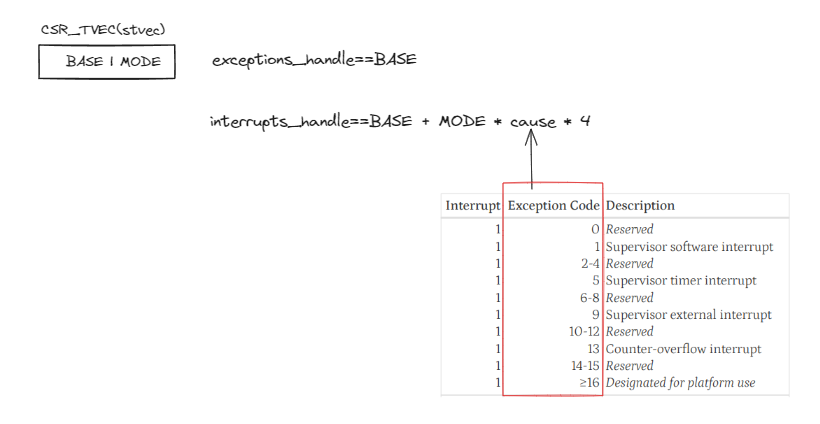 CSR_TVEC(stvec)
BASE | MODE
exceptions_handle==BASE
interrupts_handle==BASE + MODE * cause * 4
Interrupt Exception Code Description
1 0 Reserved
1 1 Supervisor software interrupt
1 2-4 Reserved
1 5 Supervisor timer interrupt
1 6-8 Reserved
1 9 Supervisor external interrupt
1 10-12 Reserved
1 13 Counter-overflow interrupt
1 14-15 Reserved
1 ≥16 Designated for platform use